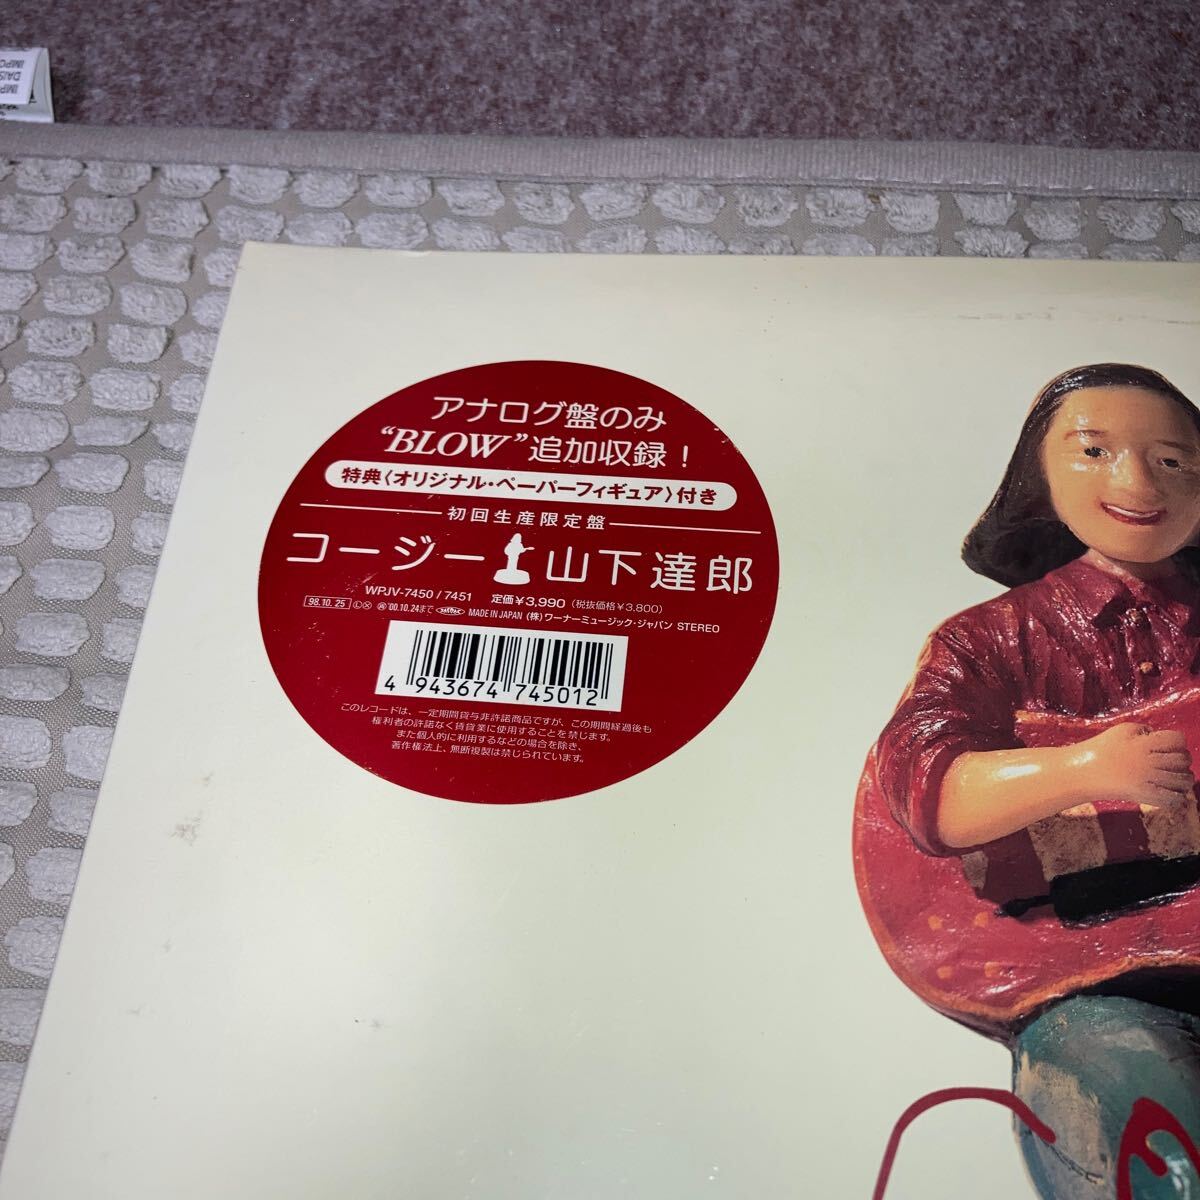 アナログ盤のみ
“BLOW”追加収録!
特典〈オリジナル・ペーパーフィギュア〉付き
初回生産限定盤
コージー 山下達郎
WPJV-7450 / 7451 定価¥3,990(税抜価格¥3,800)
98.10.25 '00.10.24まで MADE IN JAPAN (株)ワーナーミュージック・ジャパン STEREO
4 943674 745012
このレコードは、一定期間貸与非許諾商品ですが、この期間経過後も
権利者の許諾なく賃貸業に使用することを禁じます。
また個人的に利用するなどの場合を除き、
著作権法上、無断複製は禁じられています。